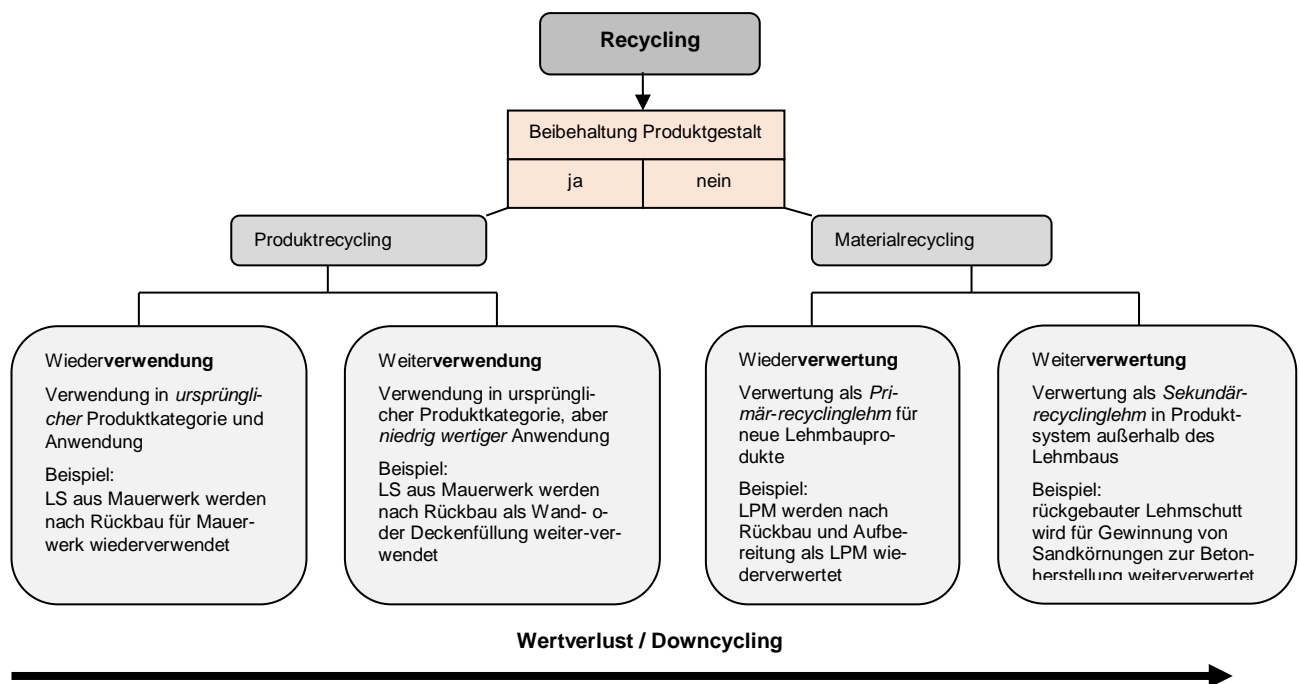 Recycling
Beibehaltung Produktgestalt
ja
nein
Produktrecycling
Materialrecycling
Wiederverwendung
Verwendung in ursprüngli-
cher Produktkategorie und
Anwendung
Beispiel:
LS aus Mauerwerk werden
nach Rückbau für Mauer-
werk wiederverwendet
Weiterverwendung
Verwendung in ursprüngli-
cher Produktkategorie, aber
niedrig wertiger Anwendung
Beispiel:
LS aus Mauerwerk werden
nach Rückbau als Wand- o-
der Deckenfüllung weiter-ver-
wendet
Wiederverwertung
Verwertung als Pri-
mär-recyclinglehm für
neue Lehmbaupro-
dukte
Beispiel:
LPM werden nach
Rückbau und Aufbe-
reitung als LPM wie-
derverwertet
Weiterverwertung
Verwertung als Sekundär-
recyclinglehm in Produkt-
system außerhalb des
Lehmbaus
Beispiel:
rückgebauter Lehmschutt
wird für Gewinnung von
Sandkörnungen zur Beton-
herstellung weiterverwertet
Wertverlust / Downcycling